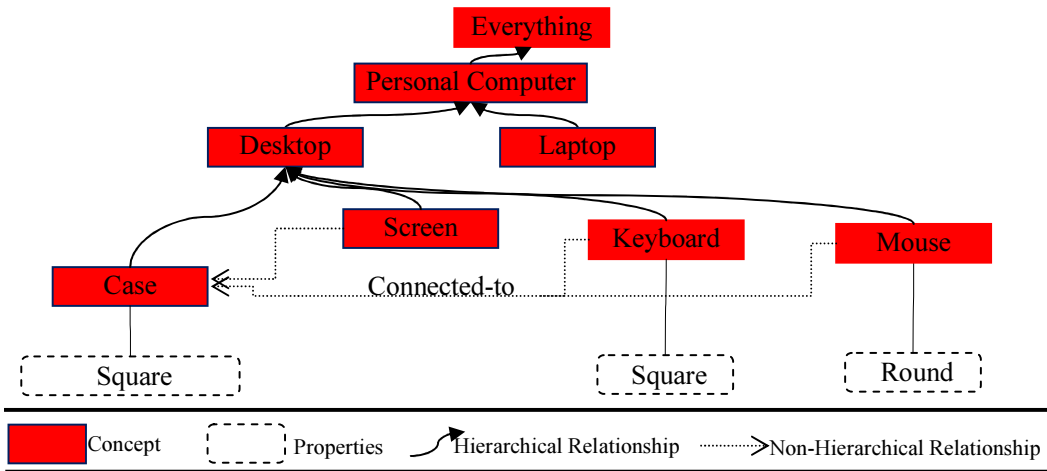 Everything
Personal Computer
Desktop
Laptop
Screen
Keyboard
Mouse
Case
Connected-to
Square
Square
Round
Concept
Properties
Hierarchical Relationship
Non-Hierarchical Relationship